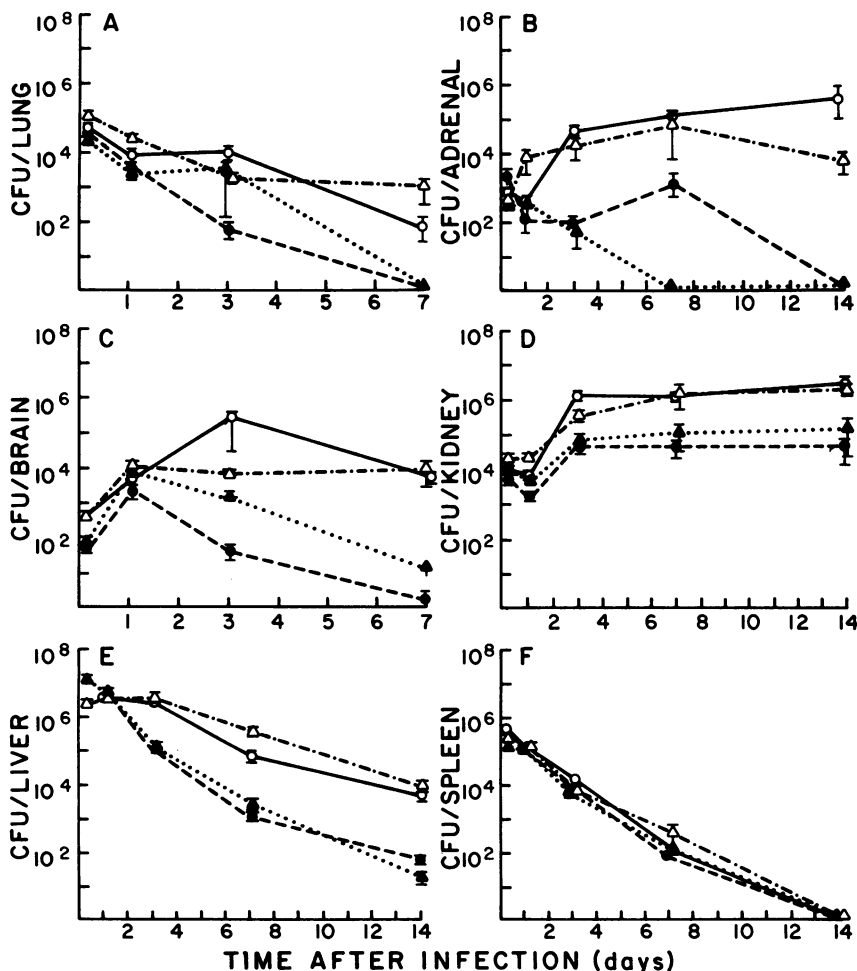 A
CFU/LUNG
10^8
10^6
10^4
10^2
1 2 3 4 5 6 7
B
CFU/ADRENAL
10^8
10^6
10^4
10^2
2 4 6 8 10 12 14
C
CFU/BRAIN
10^8
10^6
10^4
10^2
1 2 3 4 5 6 7
D
CFU/KIDNEY
10^8
10^6
10^4
10^2
2 4 6 8 10 12 14
E
CFU/LIVER
10^8
10^6
10^4
10^2
2 4 6 8 10 12 14
F
CFU/SPLEEN
10^8
10^6
10^4
10^2
2 4 6 8 10 12 14
TIME AFTER INFECTION (days)